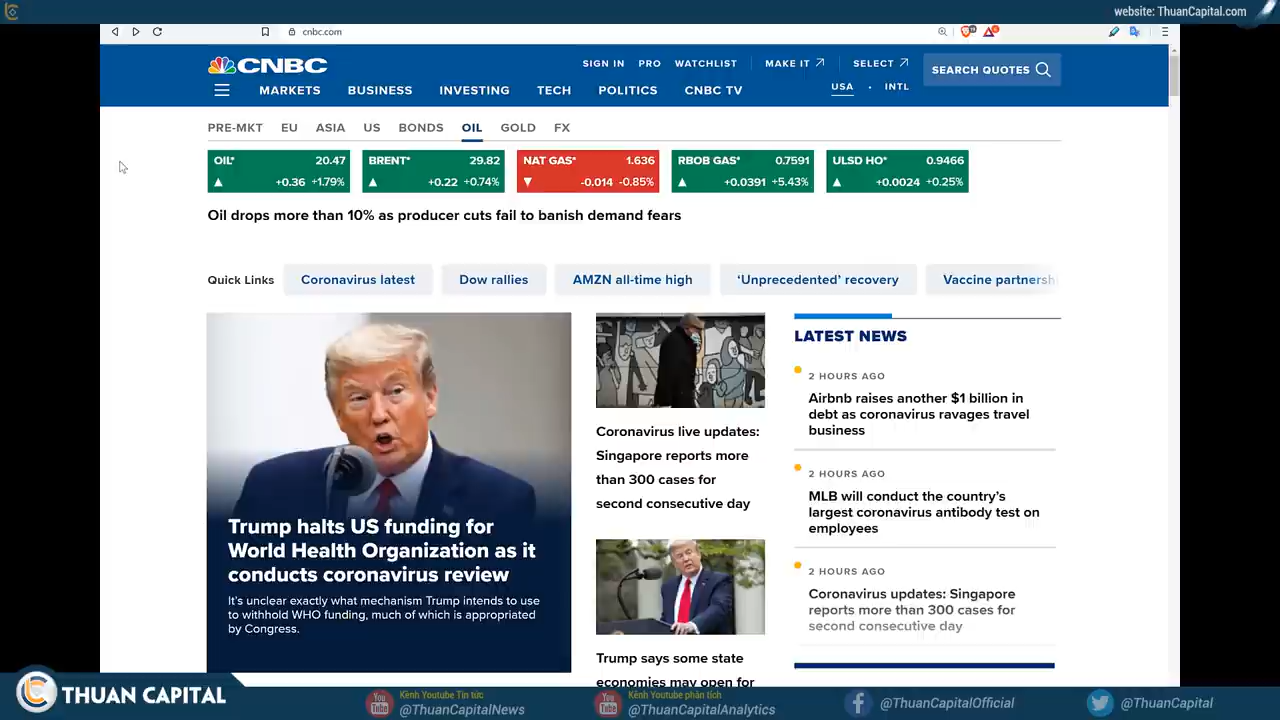 website: ThuanCapital.com
cnbc.com
CNBC
SIGN IN PRO WATCHLIST MAKE IT SELECT
SEARCH QUOTES
USA · INTL
MARKETS BUSINESS INVESTING TECH POLITICS CNBC TV
PRE-MKT EU ASIA US BONDS OIL GOLD FX
OIL* 20.47
+0.36 +1.79%
BRENT* 29.82
+0.22 +0.74%
NAT GAS* 1.636
-0.014 -0.85%
RBOB GAS* 0.7591
+0.0391 +5.43%
ULSD HO* 0.9466
+0.0024 +0.25%
Oil drops more than 10% as producer cuts fail to banish demand fears
Quick Links Coronavirus latest Dow rallies AMZN all-time high ‘Unprecedented’ recovery Vaccine partnersh
Trump halts US funding for
World Health Organization as it
conducts coronavirus review
It's unclear exactly what mechanism Trump intends to use
to withhold WHO funding, much of which is appropriated
by Congress.
Coronavirus live updates:
Singapore reports more
than 300 cases for
second consecutive day
Trump says some state
economies may open for
LATEST NEWS
2 HOURS AGO
Airbnb raises another $1 billion in
debt as coronavirus ravages travel
business
2 HOURS AGO
MLB will conduct the country’s
largest coronavirus antibody test on
employees
2 HOURS AGO
Coronavirus updates: Singapore
reports more than 300 cases for
second consecutive day
THUAN CAPITAL
You Tube
Kênh Youtube Tin tức
@ThuanCapitalNews
You Tube
Kênh Youtube phân tích
@ThuanCapitalAnalytics
@ThuanCapitalOfficial
@ThuanCapital